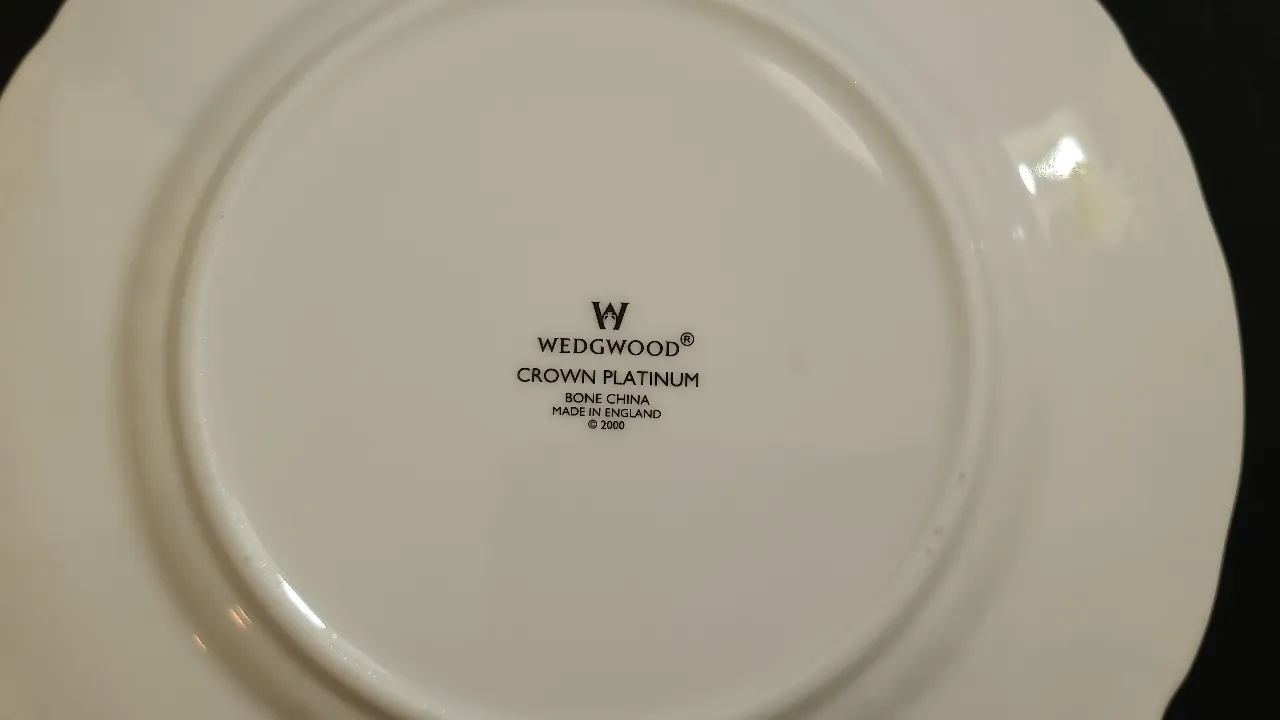 W
WEDGWOOD®
CROWN PLATINUM
BONE CHINA
MADE IN ENGLAND
© 2000